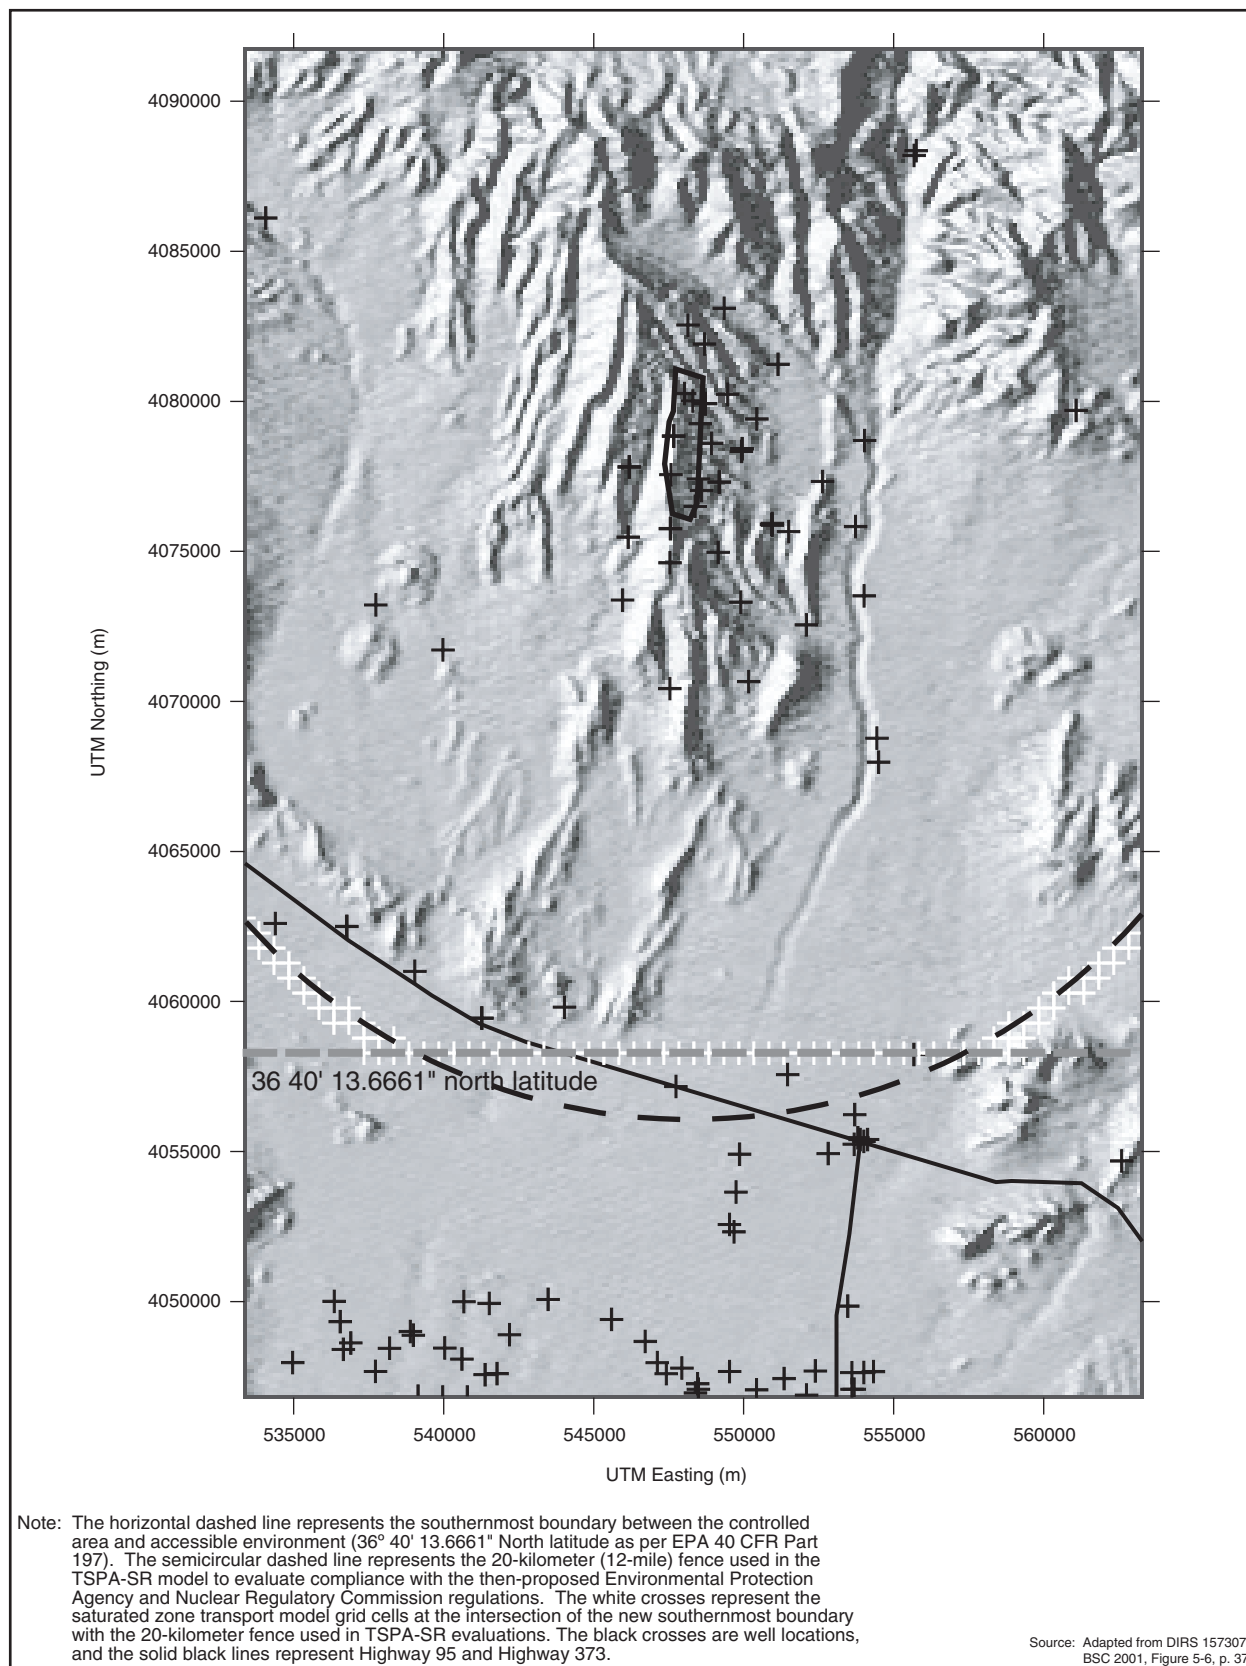 4090000
4085000
4080000
4075000
4070000
4065000
4060000
4055000
4050000
UTM Northing (m)
36 40' 13.6661" north latitude
535000 540000 545000 550000 555000 560000
UTM Easting (m)
Note: The horizontal dashed line represents the southernmost boundary between the controlled
area and accessible environment (36º 40' 13.6661" North latitude as per EPA 40 CFR Part
197). The semicircular dashed line represents the 20-kilometer (12-mile) fence used in the
TSPA-SR model to evaluate compliance with the then-proposed Environmental Protection
Agency and Nuclear Regulatory Commission regulations. The white crosses represent the
saturated zone transport model grid cells at the intersection of the new southernmost boundary
with the 20-kilometer fence used in TSPA-SR evaluations. The black crosses are well locations,
and the solid black lines represent Highway 95 and Highway 373.
Source: Adapted from DIRS 157307
BSC 2001, Figure 5-6, p. 37